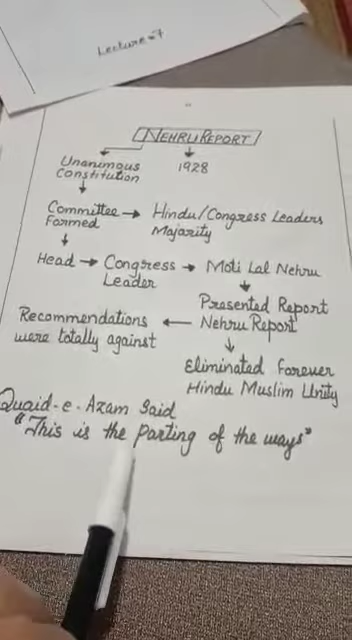 Lecture #7
NEHRU REPORT
Unanimous 1928
Constitution
Committee → Hindu/Congress Leaders
Formed Majority
Head → Congress → Moti Lal Nehru
Leader
Presented Report
Recommendations ← Nehru Report
were totally against
Eliminated Forever
Hindu Muslim Unity
Quaid-e-Azam Said
"This is the Parting of the ways"